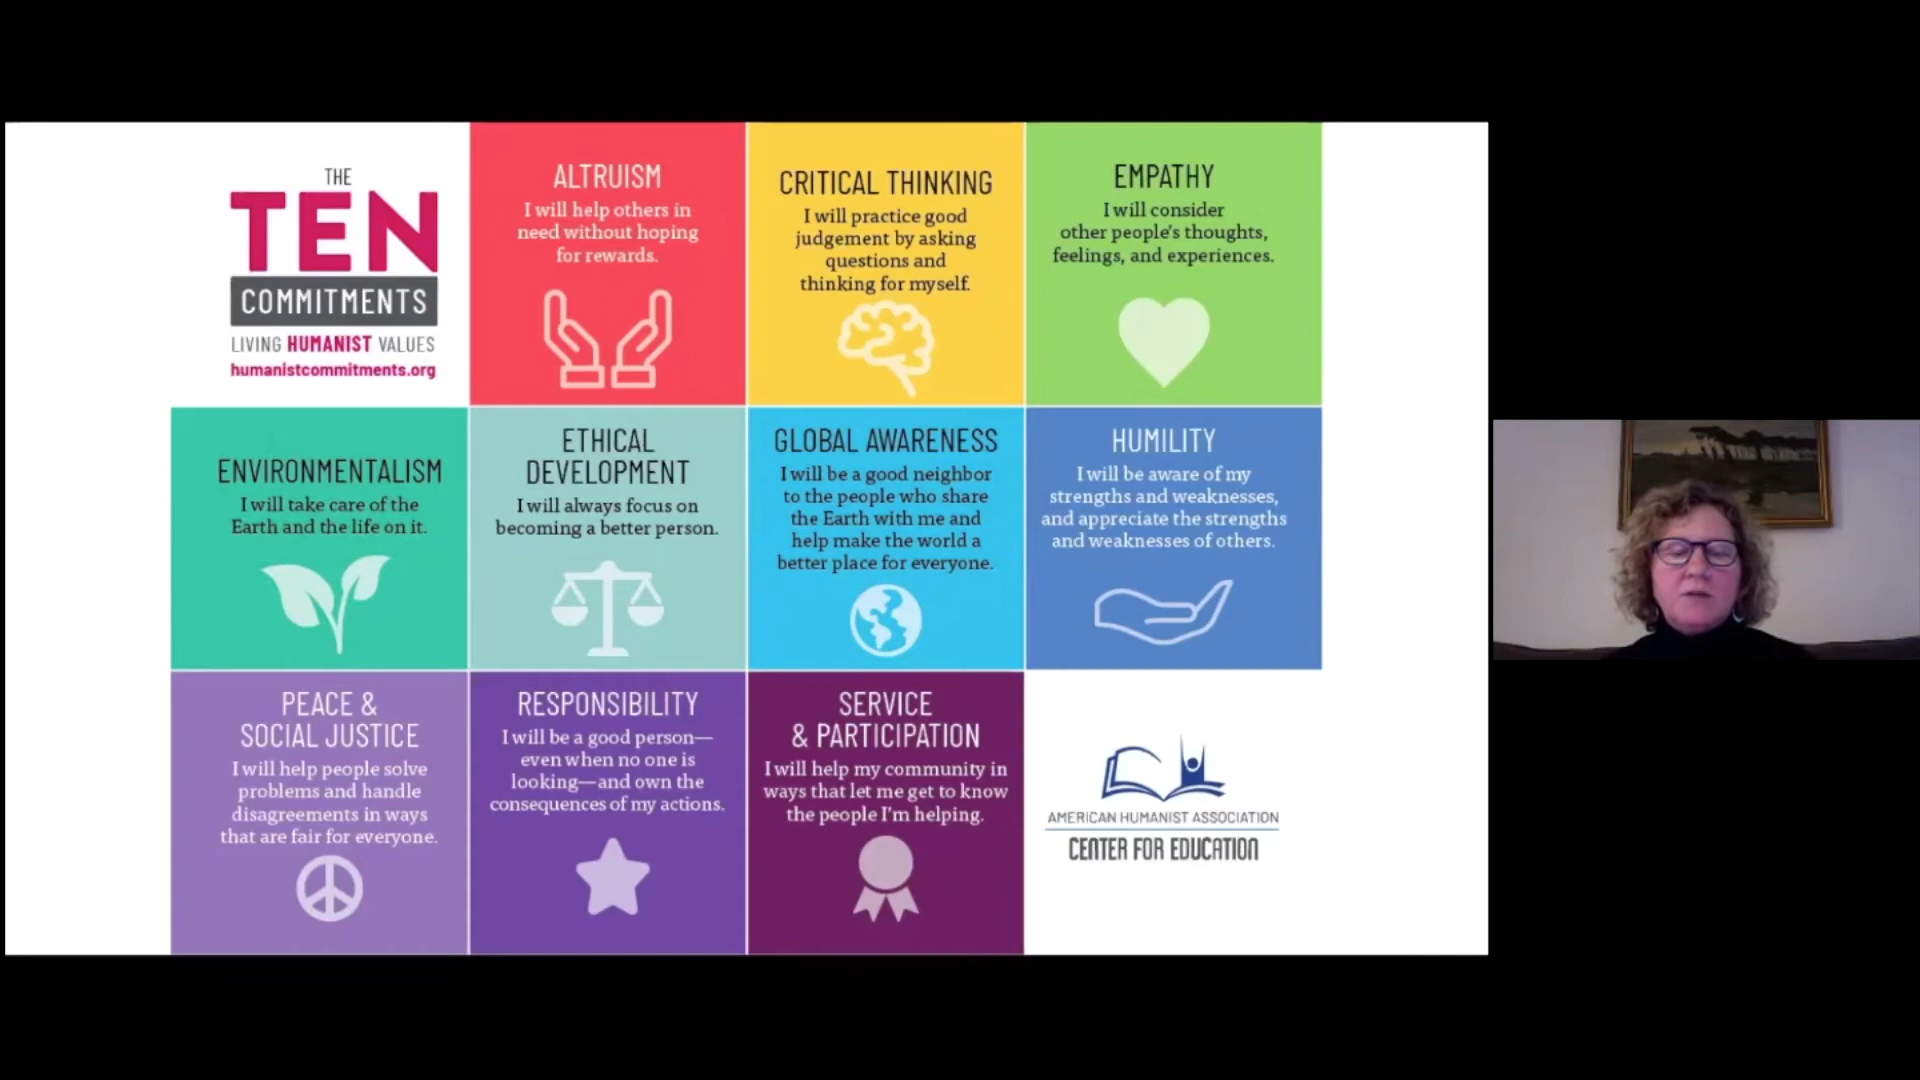 THE
TEN
COMMITMENTS
LIVING HUMANIST VALUES
humanistcommitments.org
ALTRUISM
I will help others in
need without hoping
for rewards.
CRITICAL THINKING
I will practice good
judgement by asking
questions and
thinking for myself.
EMPATHY
I will consider
other people's thoughts,
feelings, and experiences.
ENVIRONMENTALISM
I will take care of the
Earth and the life on it.
ETHICAL
DEVELOPMENT
I will always focus on
becoming a better person.
GLOBAL AWARENESS
I will be a good neighbor
to the people who share
the Earth with me and
help make the world a
better place for everyone.
HUMILITY
I will be aware of my
strengths and weaknesses,
and appreciate the strengths
and weaknesses of others.
PEACE &
SOCIAL JUSTICE
I will help people solve
problems and handle
disagreements in ways
that are fair for everyone.
RESPONSIBILITY
I will be a good person—
even when no one is
looking—and own the
consequences of my actions.
SERVICE
& PARTICIPATION
I will help my community in
ways that let me get to know
the people I'm helping.
AMERICAN HUMANIST ASSOCIATION
CENTER FOR EDUCATION